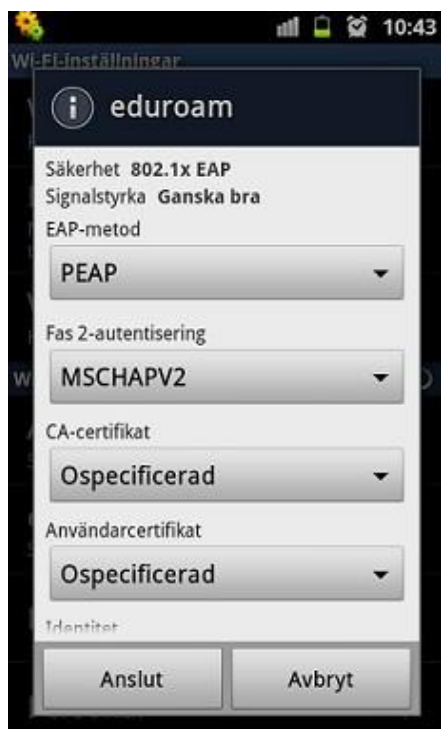 10:43
Wi-Fi-inställningar
eduroam
Säkerhet 802.1x EAP
Signalstyrka Ganska bra
EAP-metod
PEAP
Fas 2-autentisering
MSCHAPV2
CA-certifikat
Ospecificerad
Användarcertifikat
Ospecificerad
Identitet
Anslut
Avbryt